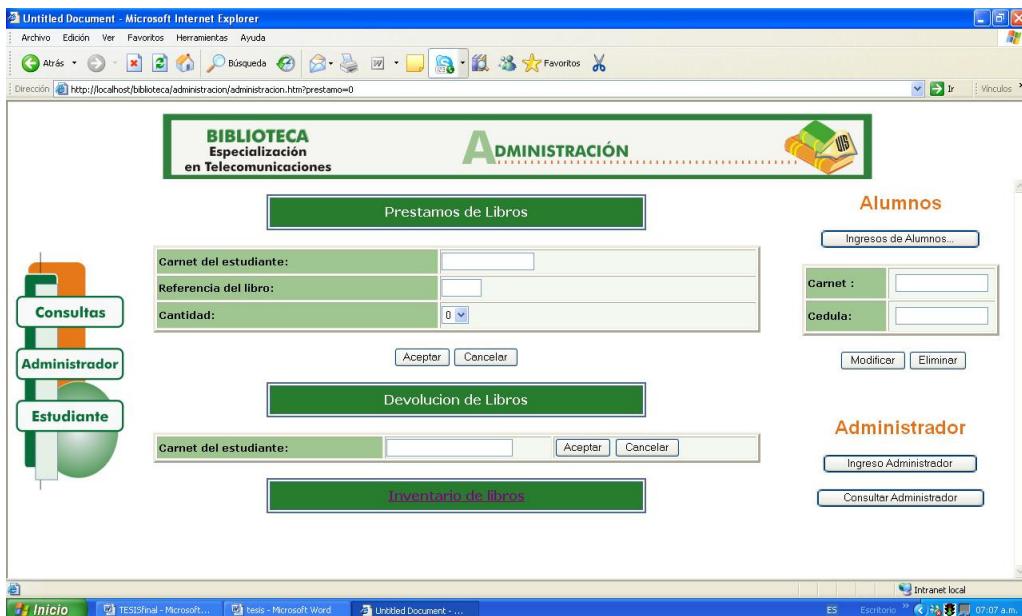 Untitled Document - Microsoft Internet Explorer
Archivo Edición Ver Favoritos Herramientas Ayuda
Atrás Búsqueda Favoritos
Dirección http://localhost/biblioteca/administracion/administracion.htm?prestamo=0 Ir Vínculos
BIBLIOTECA
Especialización
en Telecomunicaciones
ADMINISTRACIÓN
UIS
Prestamos de Libros
Carnet del estudiante:
Referencia del libro:
Cantidad: 0
Aceptar Cancelar
Devolucion de Libros
Carnet del estudiante: Aceptar Cancelar
Inventario de libros
Consultas
Administrador
Estudiante
Alumnos
Ingresos de Alumnos...
Carnet :
Cedula:
Modificar Eliminar
Administrador
Ingreso Administrador
Consultar Administrador
Intranet local
Inicio TESISfinal - Microsoft... tesis - Microsoft Word Untitled Document - ... ES Escritorio 07:07 a.m.